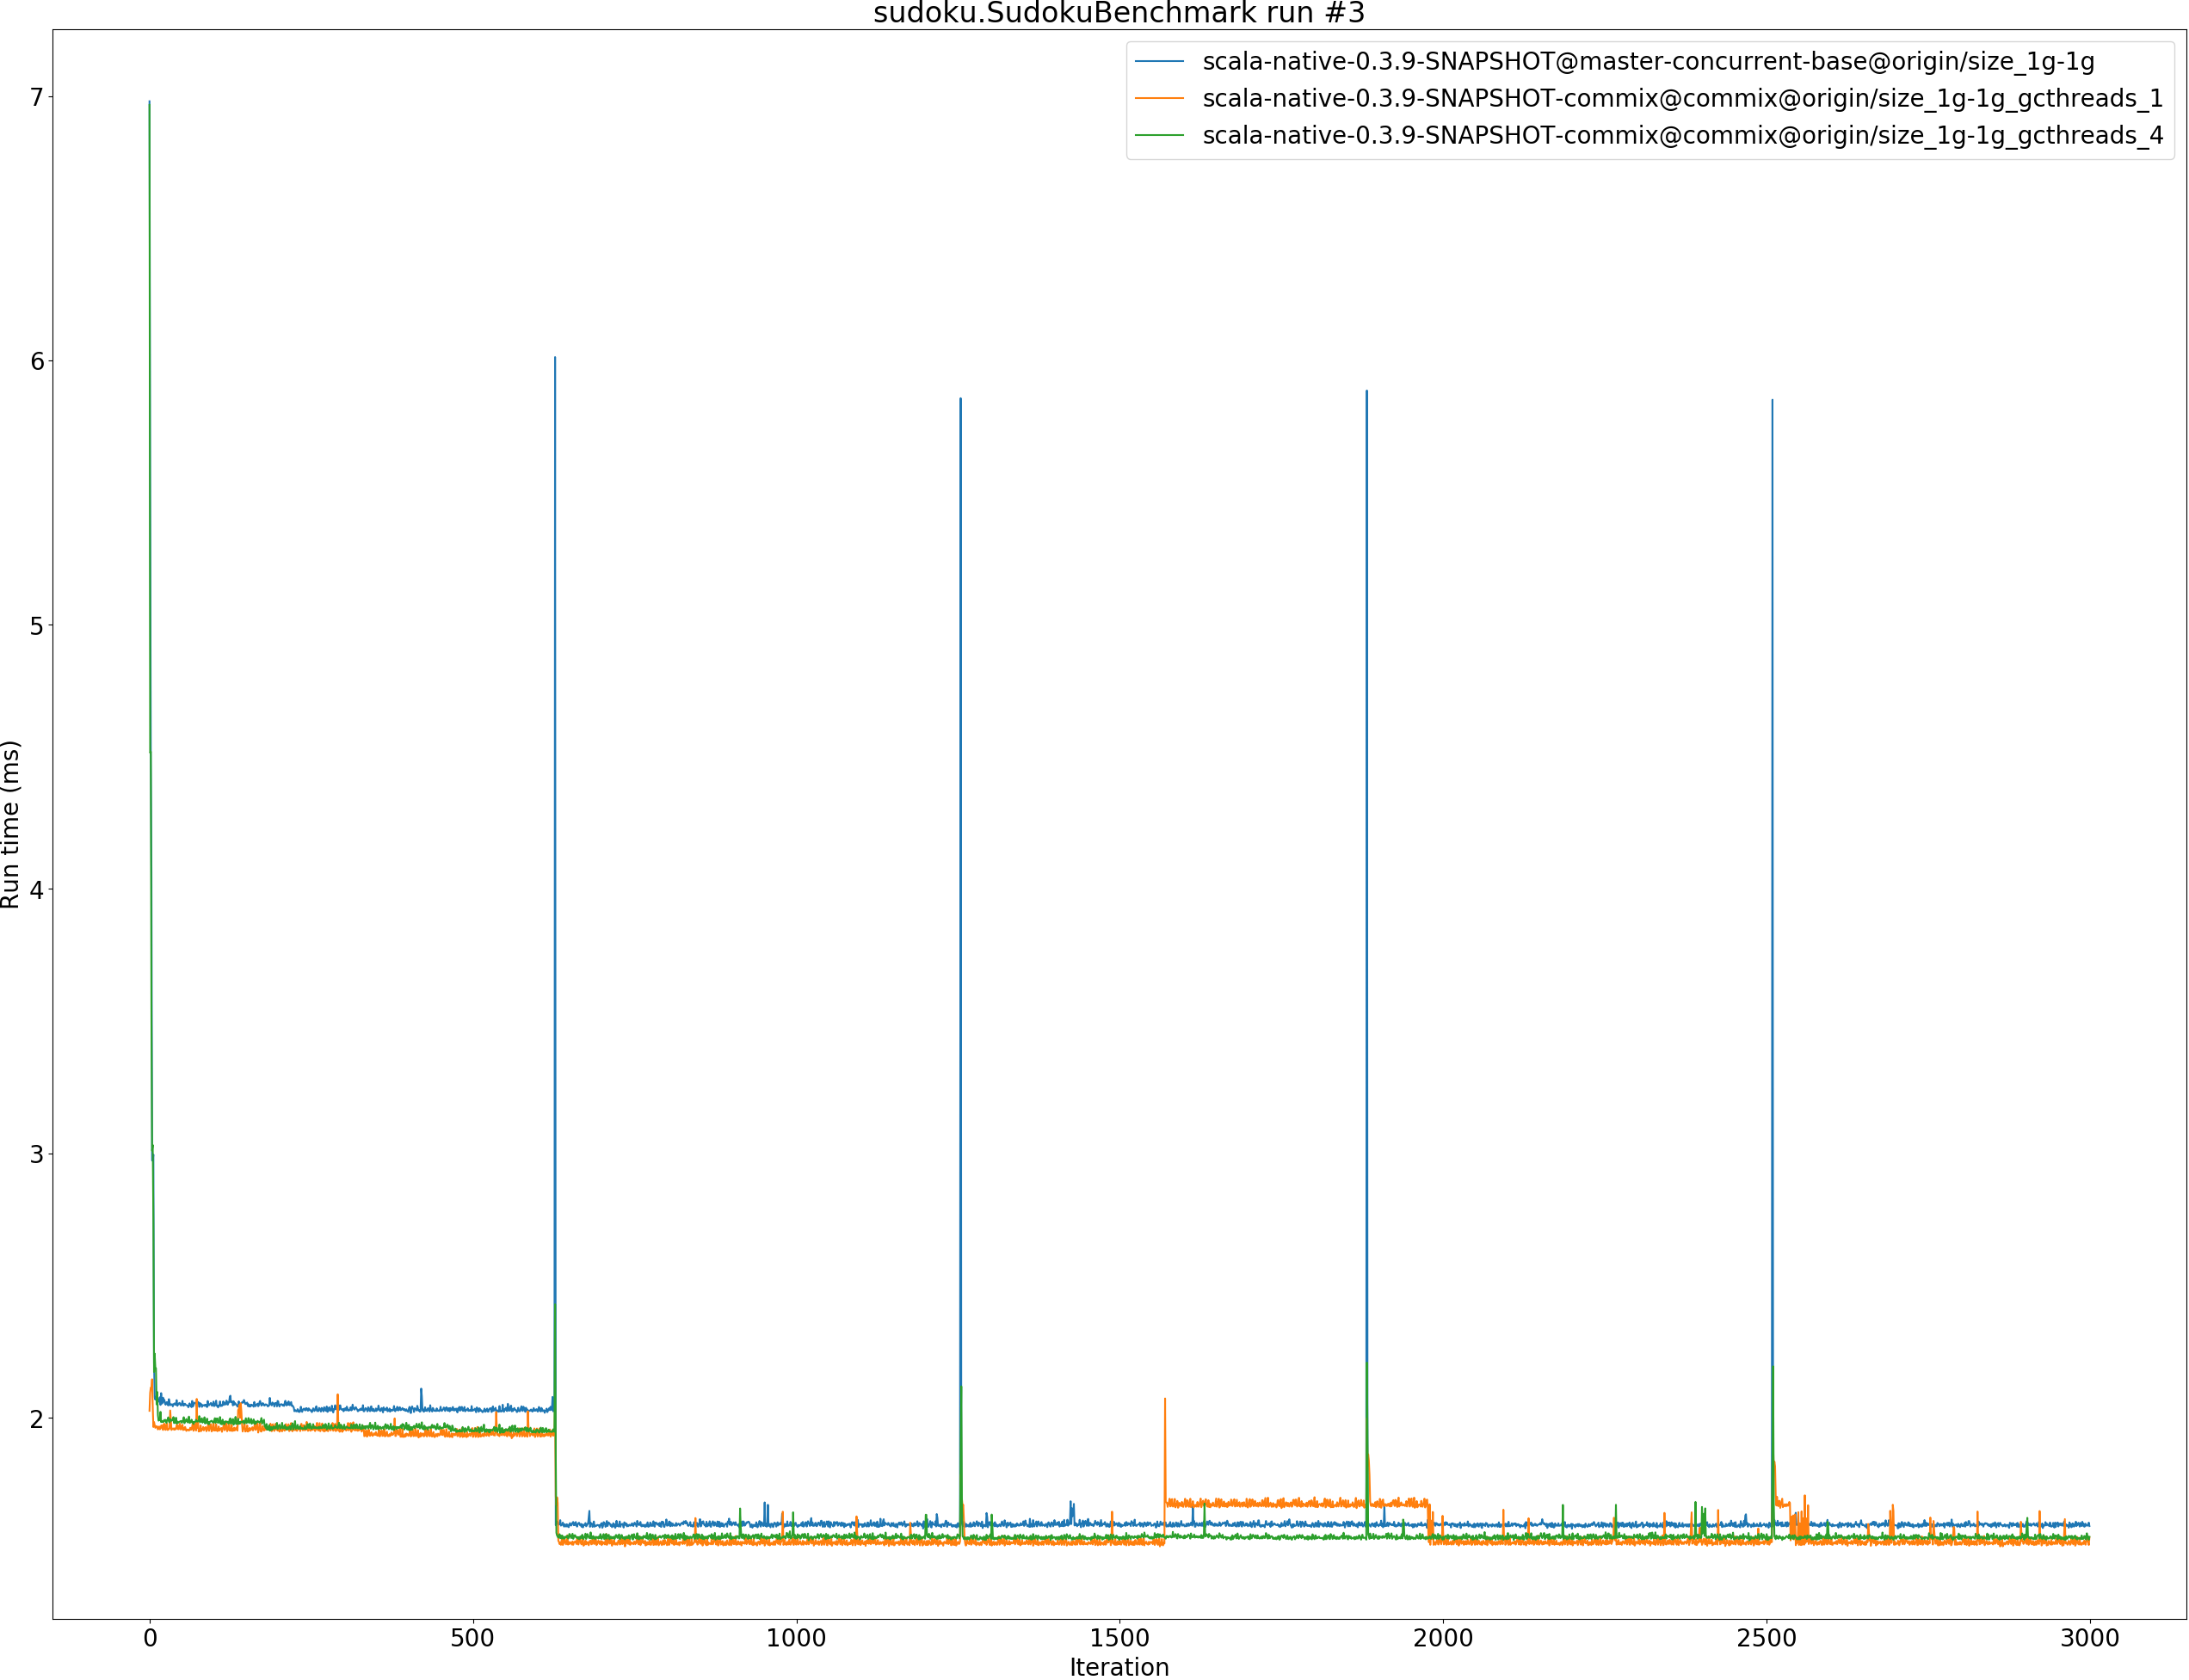 sudoku.SudokuBenchmark run #3
scala-native-0.3.9-SNAPSHOT@master-concurrent-base@origin/size_1g-1g
scala-native-0.3.9-SNAPSHOT-commix@commix@origin/size_1g-1g_gcthreads_1
scala-native-0.3.9-SNAPSHOT-commix@commix@origin/size_1g-1g_gcthreads_4
7
6
5
4
3
2
Run time (ms)
0 500 1000 1500 2000 2500 3000
Iteration